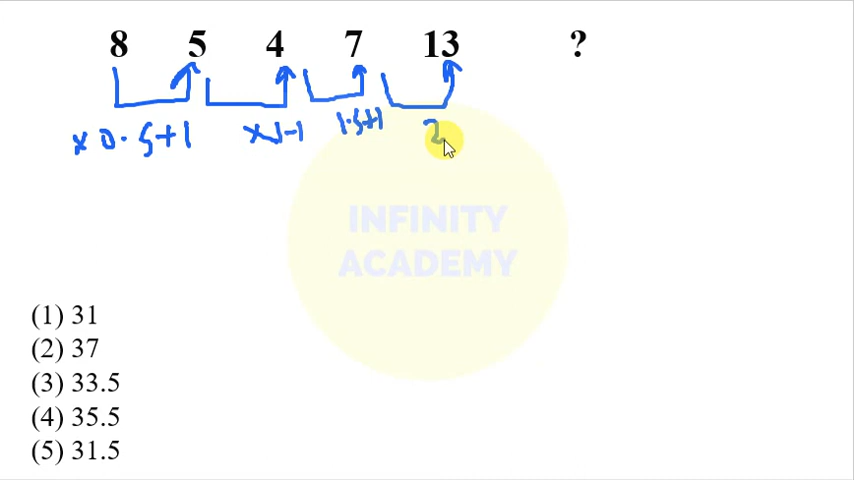 8 5 4 7 13 ?
× 0.5+1 ×1-1 1.5+1 2
INFINITY
ACADEMY
(1) 31
(2) 37
(3) 33.5
(4) 35.5
(5) 31.5